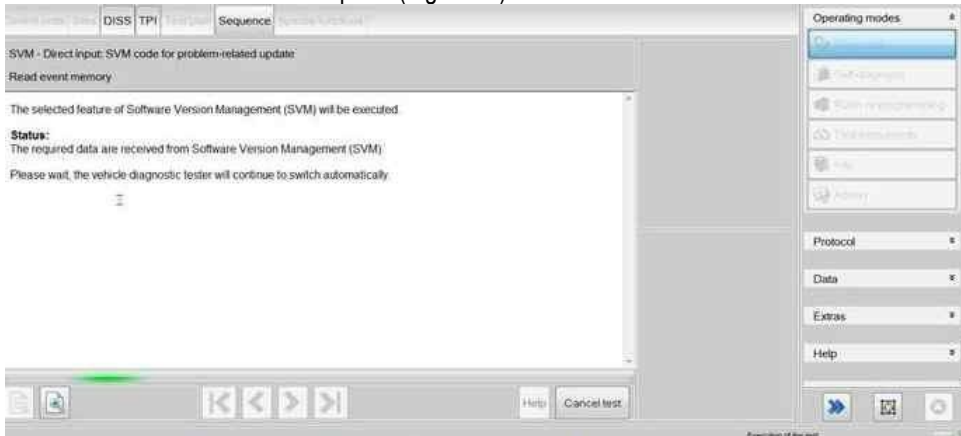 DISS TPI Sequence
SVM - Direct input: SVM code for problem-related update
Read event memory
The selected feature of Software Version Management (SVM) will be executed.
Status:
The required data are received from Software Version Management (SVM)
Please wait, the vehicle diagnostic tester will continue to switch automatically
Help
Cancel test
Operating modes
Protocol
Data
Extras
Help